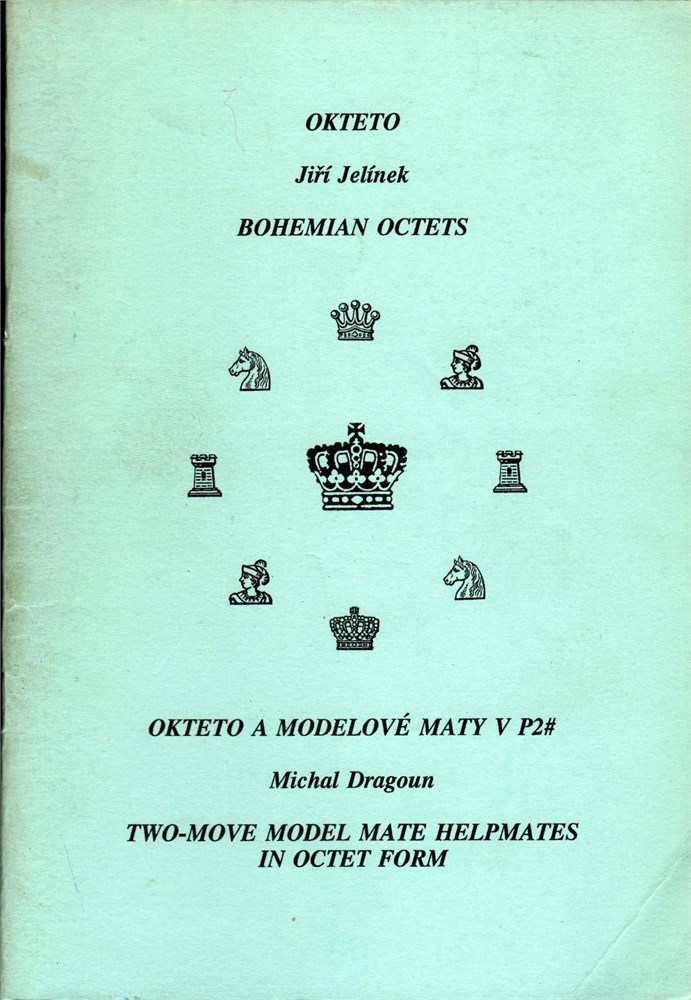 OKTETO
Jiří Jelínek
BOHEMIAN OCTETS
OKTETO A MODELOVÉ MATY V P2#
Michal Dragoun
TWO-MOVE MODEL MATE HELPMATES
IN OCTET FORM